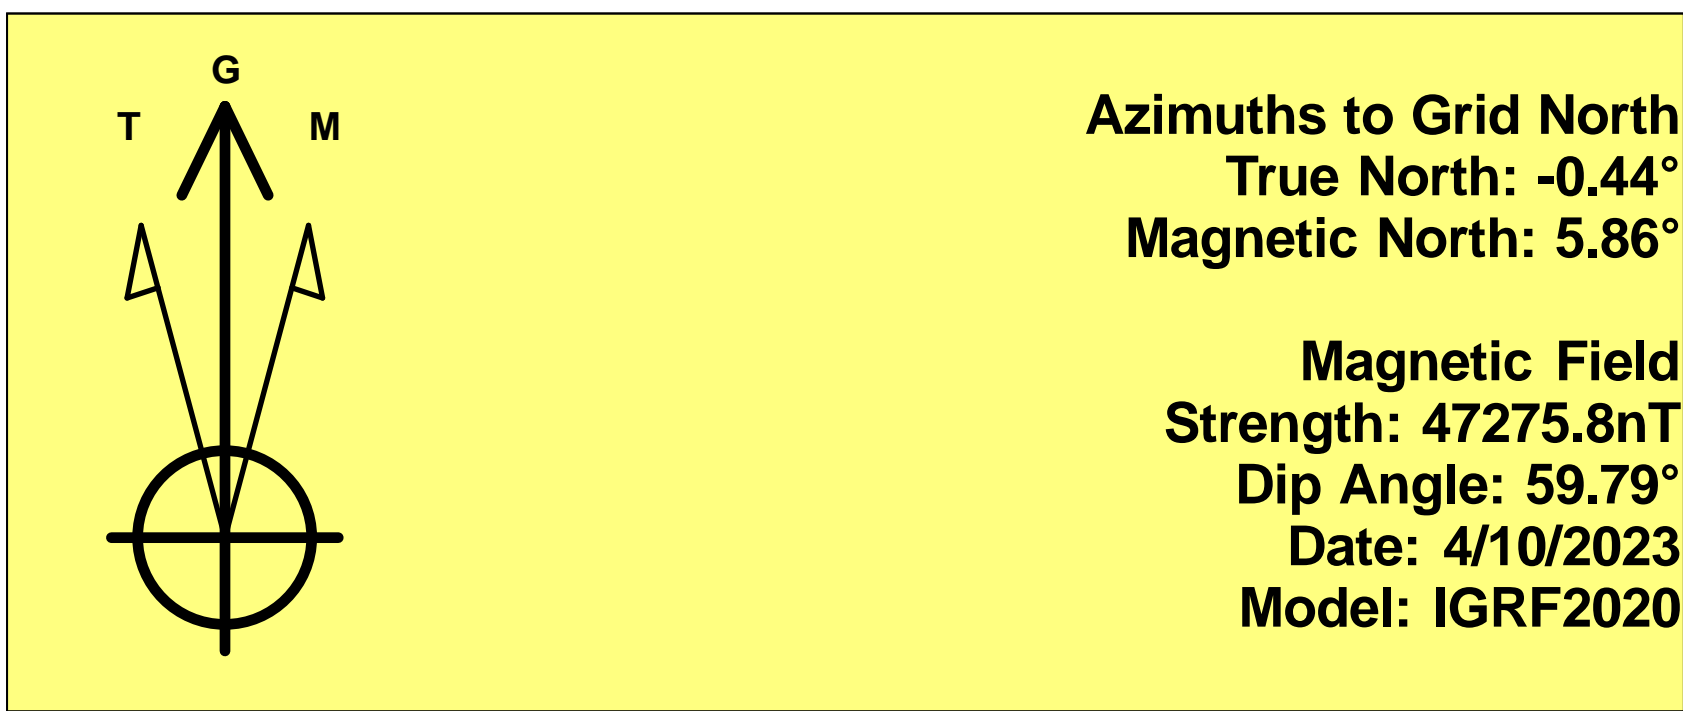 G
T
M
Azimuths to Grid North
True North: -0.44°
Magnetic North: 5.86°
Magnetic Field
Strength: 47275.8nT
Dip Angle: 59.79°
Date: 4/10/2023
Model: IGRF2020